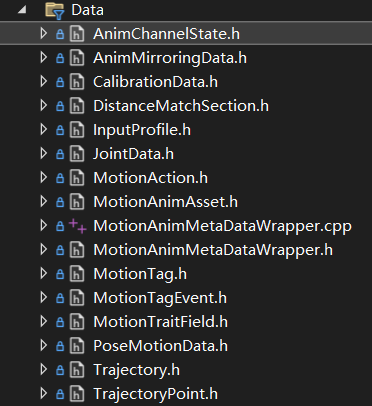 Data
AnimChannelState.h
AnimMirroringData.h
CalibrationData.h
DistanceMatchSection.h
InputProfile.h
JointData.h
MotionAction.h
MotionAnimAsset.h
MotionAnimMetaDataWrapper.cpp
MotionAnimMetaDataWrapper.h
MotionTag.h
MotionTagEvent.h
MotionTraitField.h
PoseMotionData.h
Trajectory.h
TrajectoryPoint.h